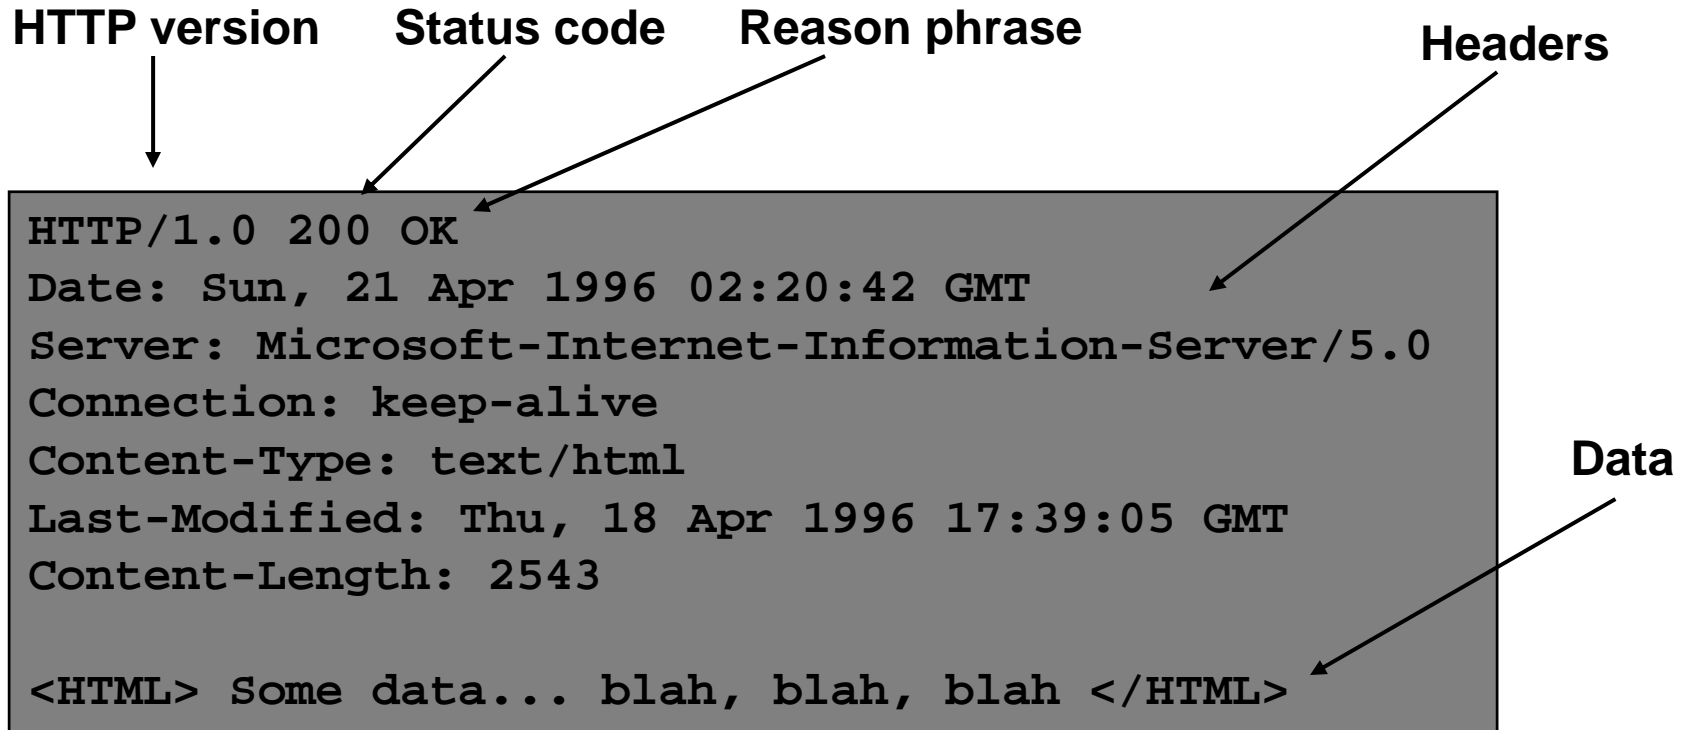 HTTP version Status code Reason phrase Headers
HTTP/1.0 200 OK
Date: Sun, 21 Apr 1996 02:20:42 GMT
Server: Microsoft-Internet-Information-Server/5.0
Connection: keep-alive
Content-Type: text/html
Data
Last-Modified: Thu, 18 Apr 1996 17:39:05 GMT
Content-Length: 2543
<HTML> Some data... blah, blah, blah </HTML>